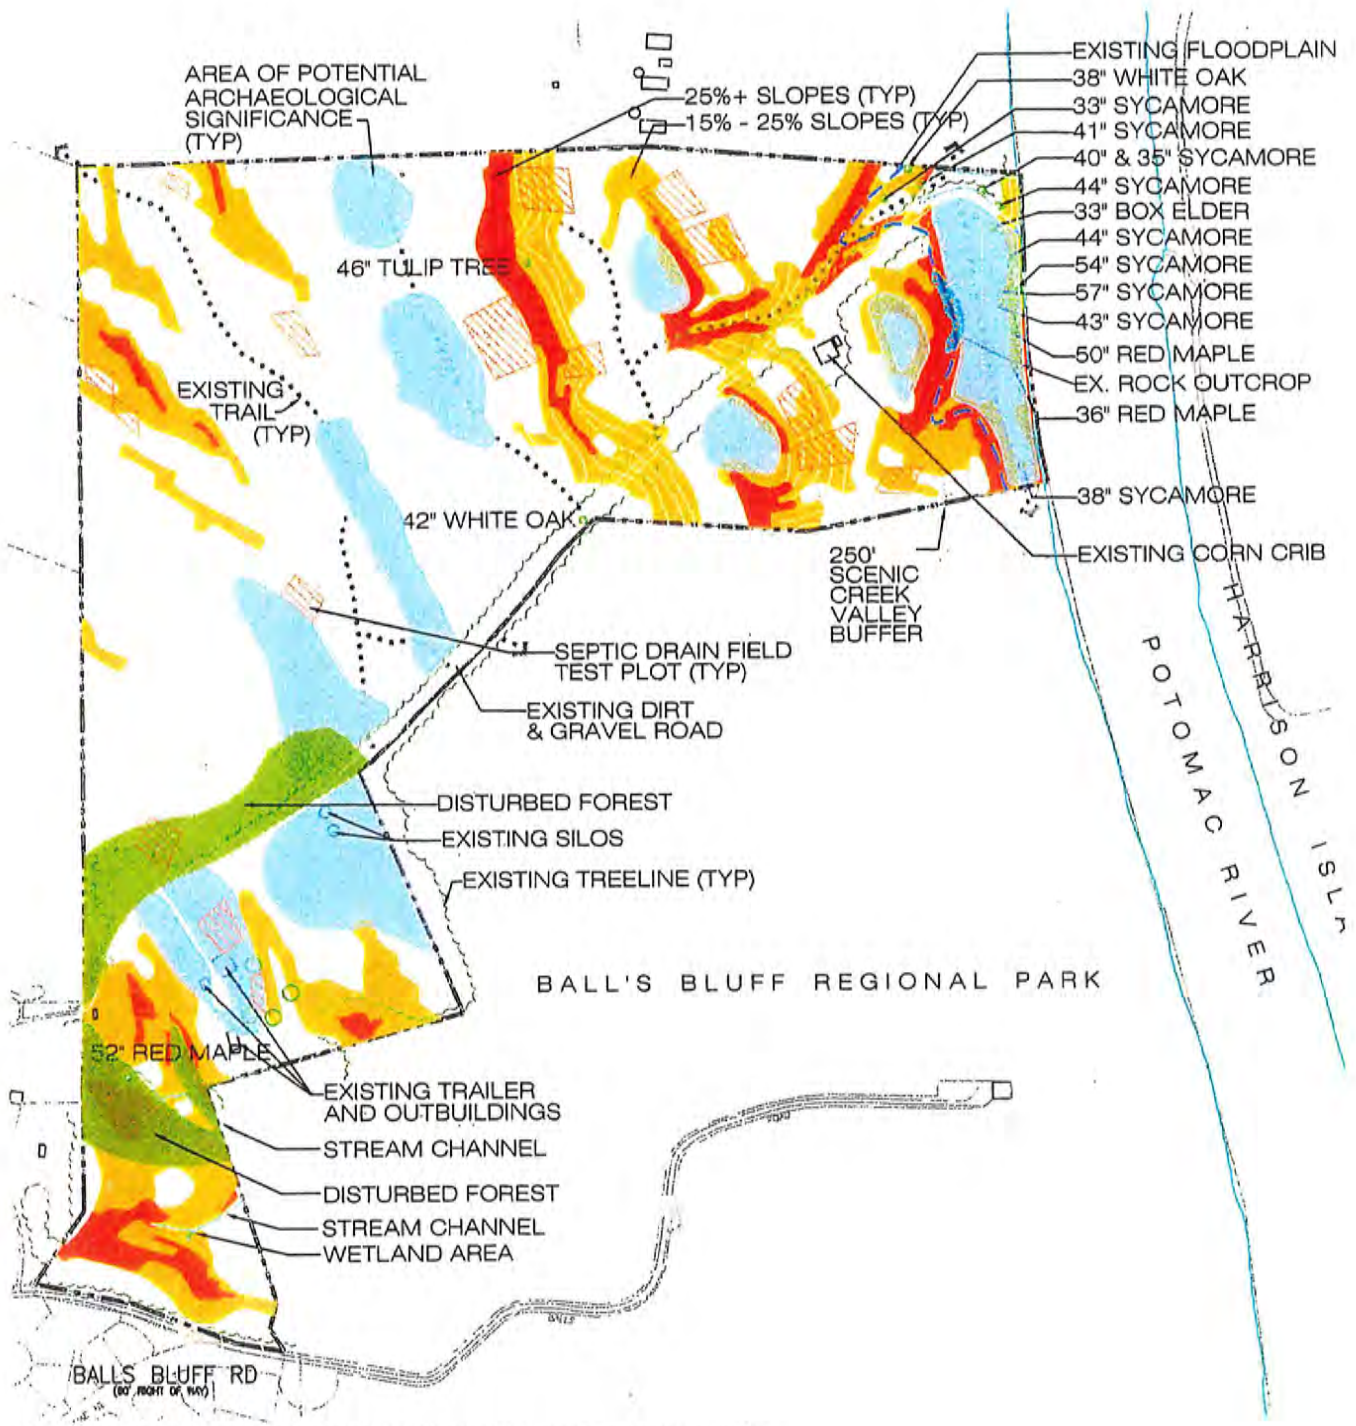 AREA OF POTENTIAL
ARCHAEOLOGICAL
SIGNIFICANCE
(TYP)
25%+ SLOPES (TYP)
15% - 25% SLOPES (TYP)
EXISTING FLOODPLAIN
38" WHITE OAK
33" SYCAMORE
41" SYCAMORE
40" & 35" SYCAMORE
44" SYCAMORE
33" BOX ELDER
44" SYCAMORE
54" SYCAMORE
57" SYCAMORE
43" SYCAMORE
50" RED MAPLE
EX. ROCK OUTCROP
36" RED MAPLE
38" SYCAMORE
EXISTING CORN CRIB
46" TULIP TREE
EXISTING
TRAIL
(TYP)
42" WHITE OAK
250'
SCENIC
CREEK
VALLEY
BUFFER
SEPTIC DRAIN FIELD
TEST PLOT (TYP)
EXISTING DIRT
& GRAVEL ROAD
HARRISON ISLA
POTOMAC RIVER
DISTURBED FOREST
EXISTING SILOS
EXISTING TREELINE (TYP)
BALL'S BLUFF REGIONAL PARK
52" RED MAPLE
EXISTING TRAILER
AND OUTBUILDINGS
STREAM CHANNEL
DISTURBED FOREST
STREAM CHANNEL
WETLAND AREA
BALLS BLUFF RD
(80' RIGHT OF WAY)